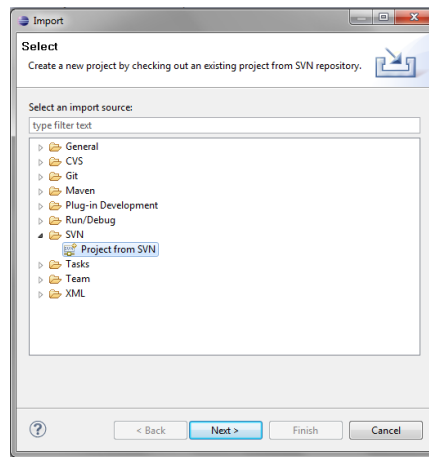 Import
Select
Create a new project by checking out an existing project from SVN repository.
Select an import source:
type filter text
General
CVS
Git
Maven
Plug-in Development
Run/Debug
SVN
Project from SVN
Tasks
Team
XML
?
< Back
Next >
Finish
Cancel